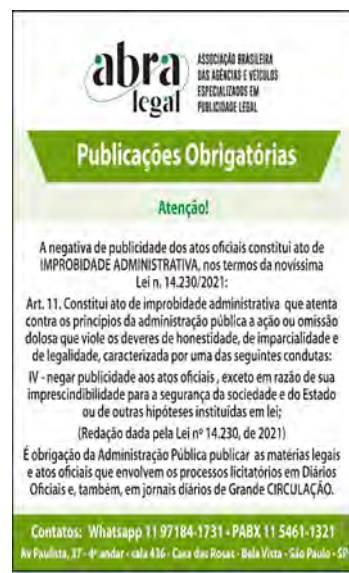 abra
legal
ASSOCIAÇÃO BRASILEIRA
DAS AGÊNCIAS E VEÍCULOS
ESPECIALIZADOS EM
PUBLICIDADE LEGAL
Publicações Obrigatórias
Atenção!
A negativa de publicidade dos atos oficiais constitui ato de
IMPROBIDADE ADMINISTRATIVA, nos termos da novíssima
Lei n. 14.230/2021:
Art. 11. Constitui ato de improbidade administrativa que atenta
contra os princípios da administração pública a ação ou omissão
dolosa que viole os deveres de honestidade, de imparcialidade e
de legalidade, caracterizada por uma das seguintes condutas:
IV - negar publicidade aos atos oficiais , exceto em razão de sua
imprescindibilidade para a segurança da sociedade e do Estado
ou de outras hipóteses instituídas em lei;
(Redação dada pela Lei nº 14.230, de 2021)
É obrigação da Administração Pública publicar as matérias legais
e atos oficiais que envolvem os processos licitatórios em Diários
Oficiais e, também, em jornais diários de Grande CIRCULAÇÃO.
Contatos: Whatsapp 11 97184-1731 - PABX 11 5461-1321
Av Paulista, 37 - 4º andar - sala 436 - Casa das Rosas - Bela Vista - São Paulo - SP